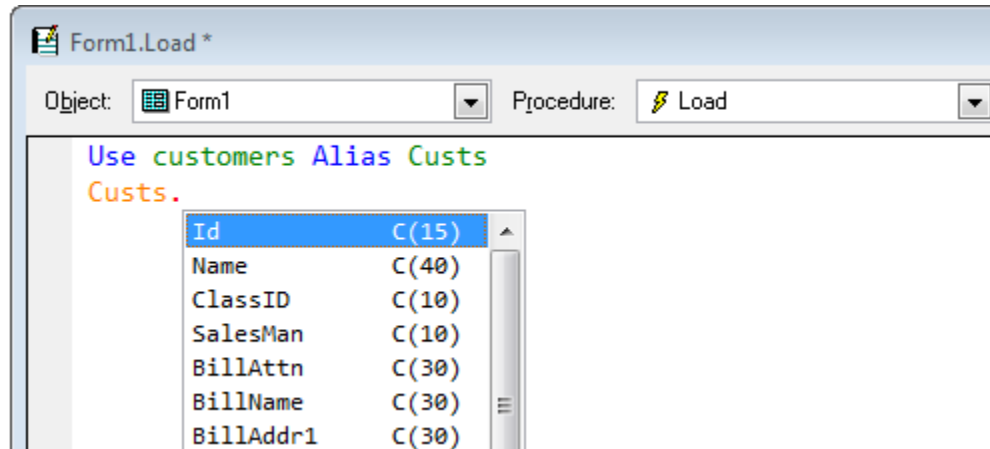 Form1.Load *
Object: Form1 Procedure: Load
Use customers Alias Custs
Custs.
Id C(15)
Name C(40)
ClassID C(10)
SalesMan C(10)
BillAttn C(30)
BillName C(30)
BillAddr1 C(30)